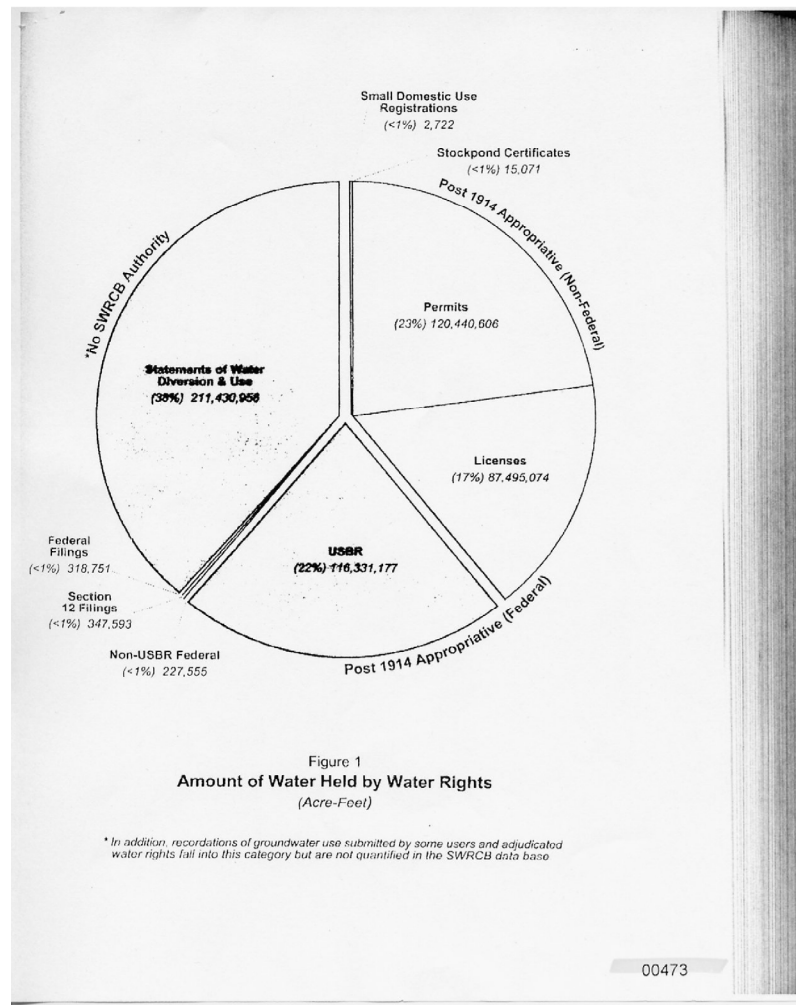 Small Domestic Use
Registrations
(<1%) 2,722
Stockpond Certificates
(<1%) 15,071
Post 1914 Appropriative (Non-Federal)
*No SWRCB Authority
Permits
(23%) 120,440,606
Statements of Water
Diversion & Use
(38%) 211,430,956
Licenses
(17%) 87,495,074
Federal
Filings
(<1%) 318,751
USBR
(22%) 116,331,177
Section
12 Filings
(<1%) 347,593
Non-USBR Federal
(<1%) 227,555
Post 1914 Appropriative (Federal)
Figure 1
Amount of Water Held by Water Rights
(Acre-Feet)
* In addition, recordations of groundwater use submitted by some users and adjudicated
water rights fall into this category but are not quantified in the SWRCB data base
00473